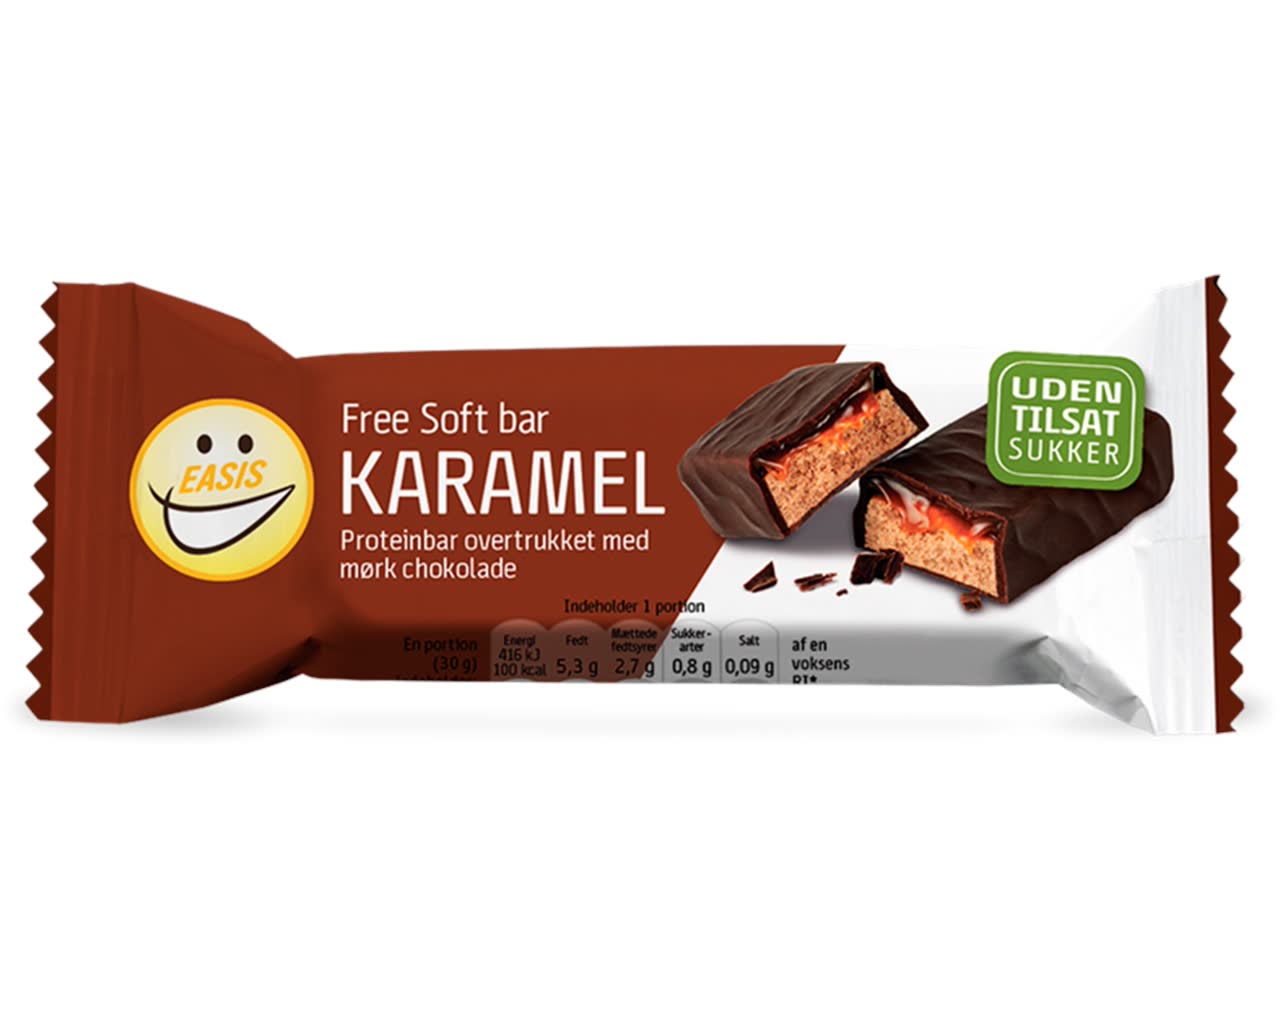 EASIS
Free Soft bar
KARAMEL
Proteinbar overtrukket med
mørk chokolade
UDEN
TILSAT
SUKKER
Indeholder 1 portion
En portion
(30 g)
indeholder
Energi
416 kJ
100 kcal
Fedt
5,3 g
Mættede
fedtsyrer
2,7 g
Sukker-
arter
0,8 g
Salt
0,09 g
af en
voksens
RI*